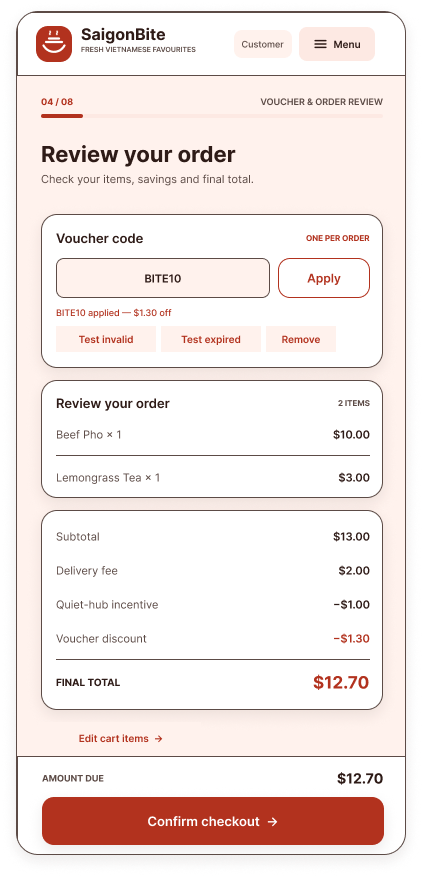 SaigonBite
FRESH VIETNAMESE FAVOURITES
Customer
Menu
04 / 08
VOUCHER & ORDER REVIEW
Review your order
Check your items, savings and final total.
Voucher code
ONE PER ORDER
BITE10
Apply
BITE10 applied — $1.30 off
Test invalid
Test expired
Remove
Review your order
2 ITEMS
Beef Pho × 1
$10.00
Lemongrass Tea × 1
$3.00
Subtotal
$13.00
Delivery fee
$2.00
Quiet-hub incentive
−$1.00
Voucher discount
−$1.30
FINAL TOTAL
$12.70
Edit cart items →
AMOUNT DUE
$12.70
Confirm checkout →